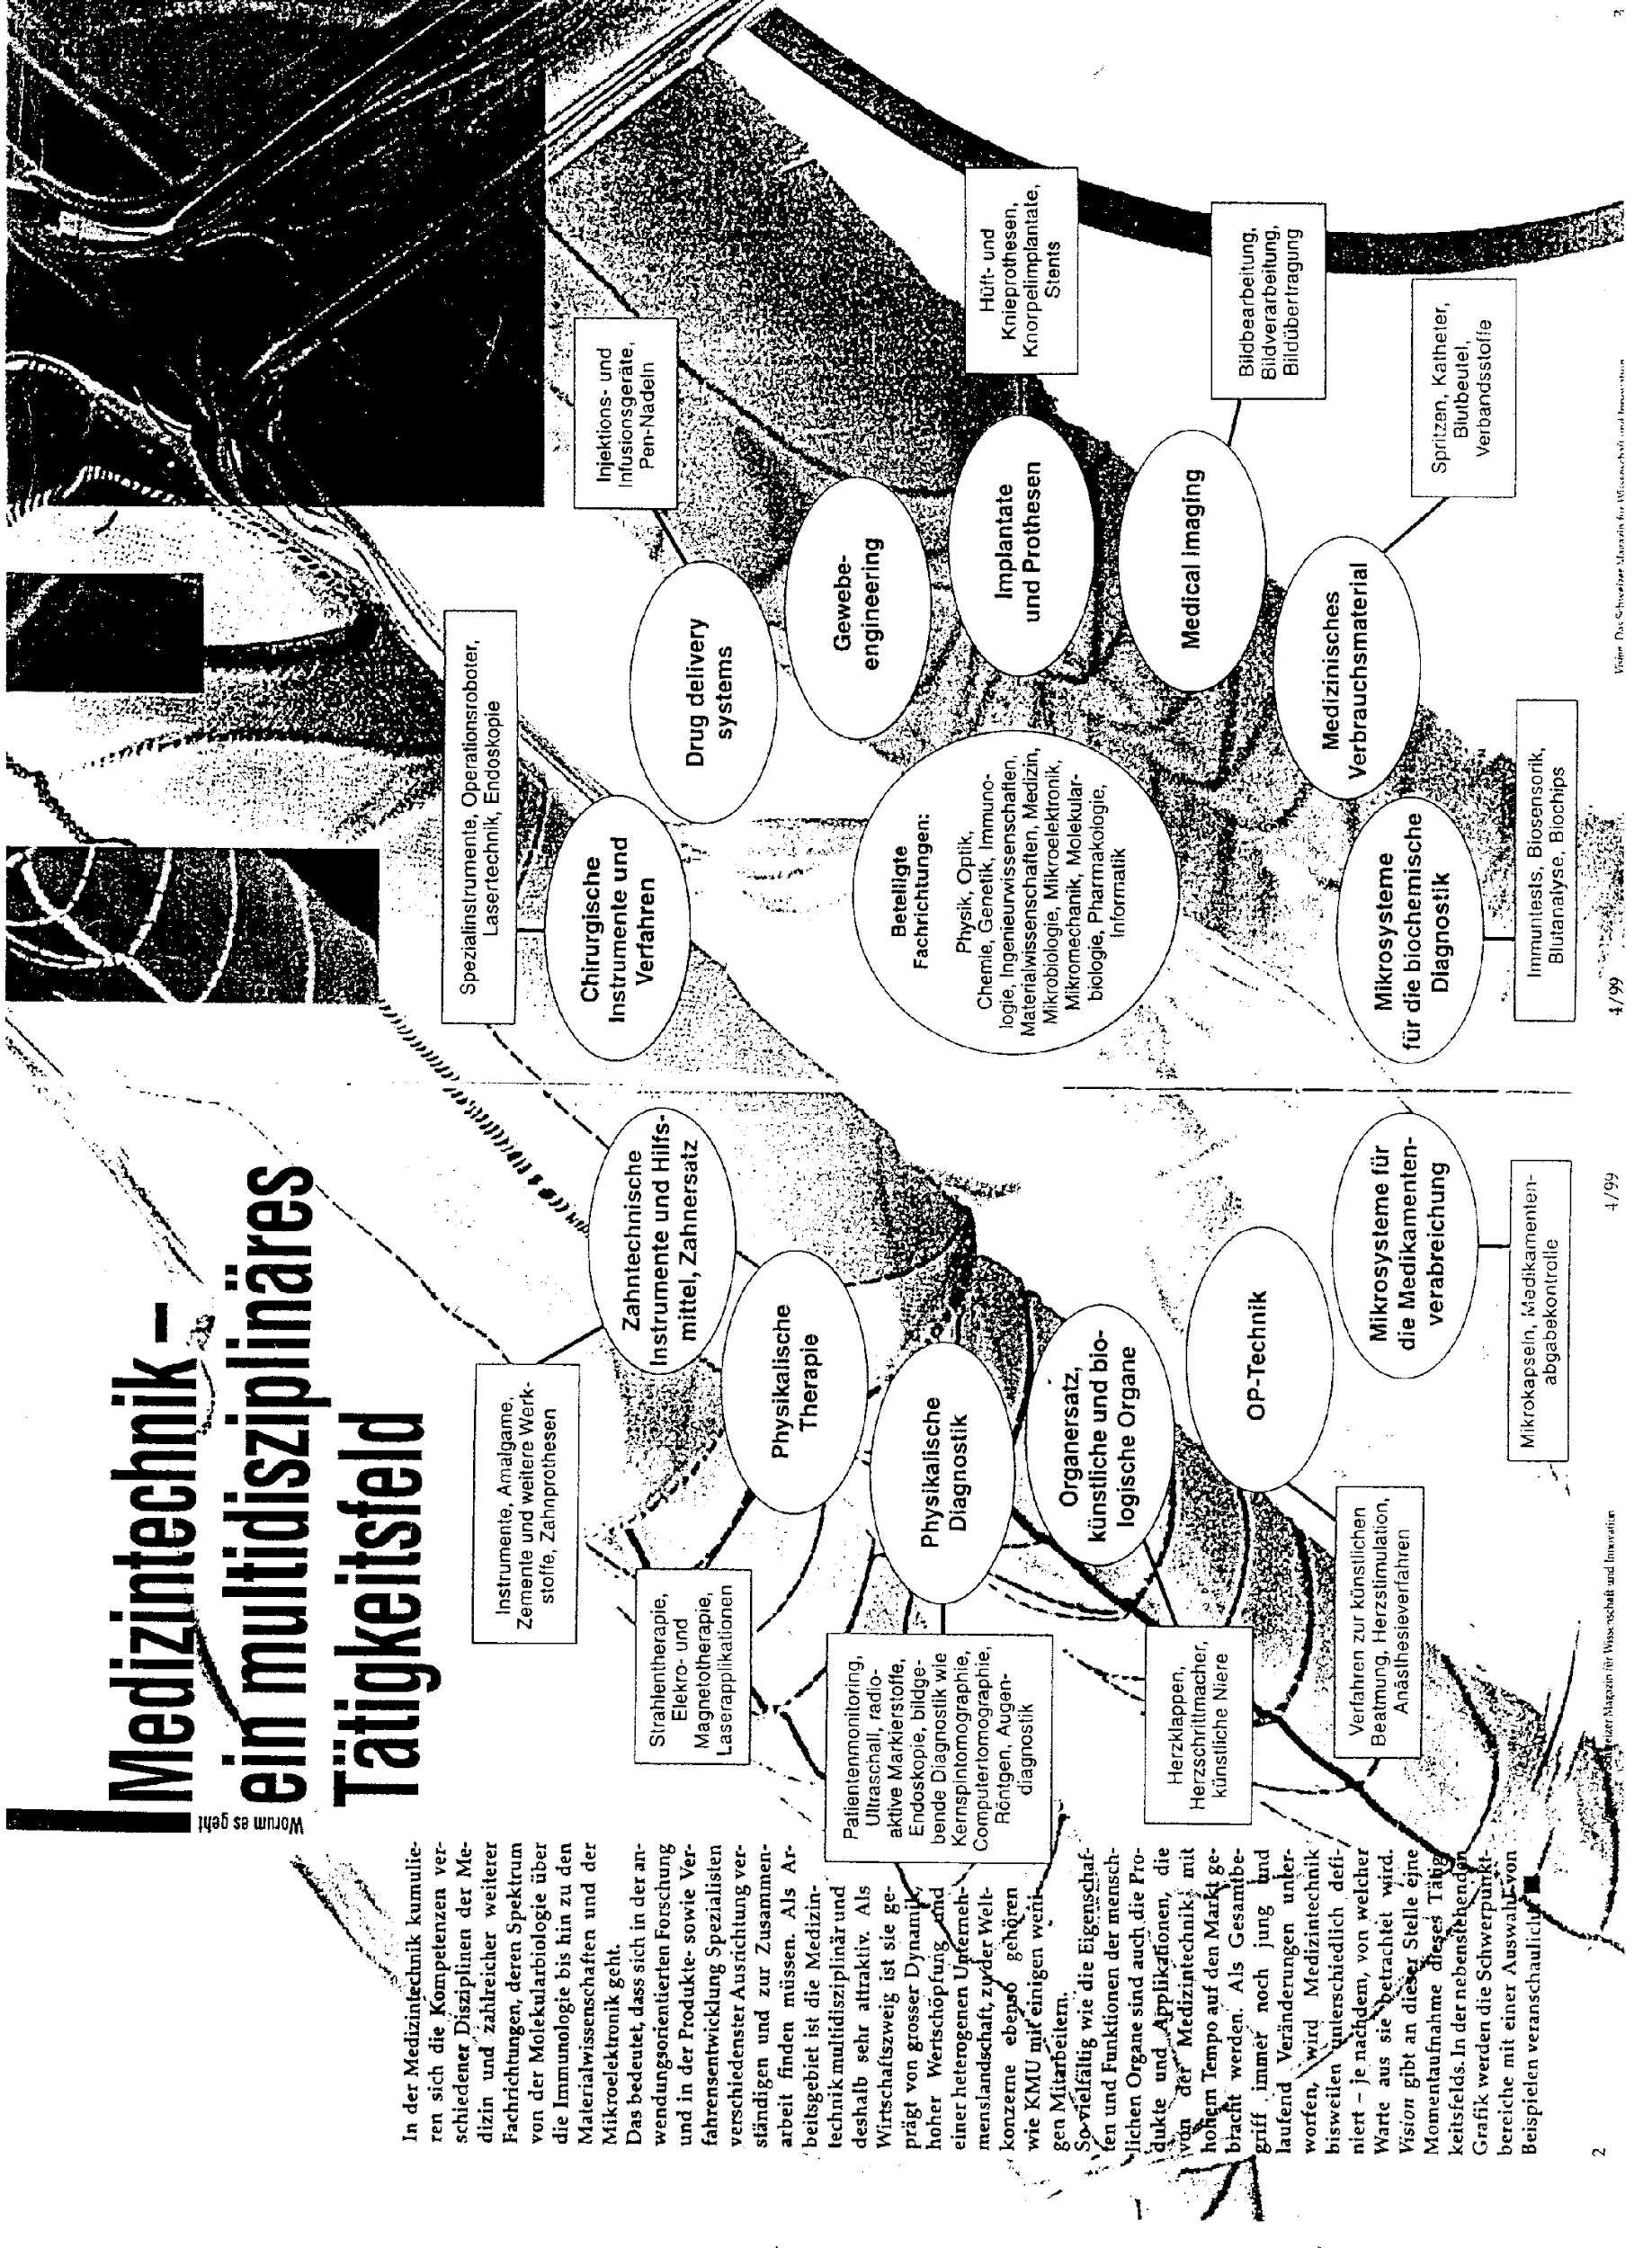 Worum es geht
Medizintechnik –
ein multidisziplinäres
Tätigkeitsfeld
In der Medizintechnik kumulie-
ren sich die Kompetenzen ver-
schiedener Disziplinen der Me-
dizin und zahlreicher weiterer
Fachrichtungen, deren Spektrum
von der Molekularbiologie über
die Immunologie bis hin zu den
Materialwissenschaften und der
Mikroelektronik geht.
Das bedeutet, dass sich in der an-
wendungsorientierten Forschung
und in der Produkte- sowie Ver-
fahrensentwicklung Spezialisten
verschiedenster Ausrichtung ver-
ständigen und zur Zusammen-
arbeit finden müssen. Als Ar-
beitsgebiet ist die Medizin-
technik multidisziplinär und
deshalb sehr attraktiv. Als
Wirtschaftszweig ist sie ge-
prägt von grosser Dynamik,
hoher Wertschöpfung und
einer heterogenen Unterneh-
menslandschaft, zu der Welt-
konzerne ebenso gehören
wie KMU mit einigen weni-
gen Mitarbeitern.
So vielfältig wie die Eigenschaf-
ten und Funktionen der mensch-
lichen Organe sind auch die Pro-
dukte und Applikationen, die
von der Medizintechnik mit
hohem Tempo auf den Markt ge-
bracht werden. Als Gesamtbe-
griff immer noch jung und
laufend Veränderungen unter-
worfen, wird Medizintechnik
bisweilen unterschiedlich defi-
niert – je nachdem, von welcher
Warte aus sie betrachtet wird.
Vision gibt an dieser Stelle eine
Momentaufnahme dieses Tätig-
keitsfelds. In der nebenstehenden
Grafik werden die Schwerpunkt-
bereiche mit einer Auswahl von
Beispielen veranschaulicht.
Instrumente, Amalgame,
Zemente und weitere Werk-
stoffe, Zahnprothesen
Zahntechnische
Instrumente und Hilfs-
mittel, Zahnersatz
Strahlentherapie,
Elekro- und
Magnetotherapie,
Laserapplikationen
Physikalische
Therapie
Patientenmonitoring,
Ultraschall, radio-
aktive Markierstoffe,
Endoskopie, bildge-
bende Diagnostik wie
Kernspintomographie,
Computertomographie,
Röntgen, Augen-
diagnostik
Physikalische
Diagnostik
Herzklappen,
Herzschrittmacher,
künstliche Niere
Organersatz,
künstliche und bio-
logische Organe
Verfahren zur künstlichen
Beatmung, Herzstimulation,
Anästhesieverfahren
OP-Technik
Mikrokapseln, Medikamenten-
abgabekontrolle
Mikrosysteme für
die Medikamenten-
verabreichung
Spezialinstrumente, Operationsroboter,
Lasertechnik, Endoskopie
Chirurgische
Instrumente und
Verfahren
Injektions- und
Infusionsgeräte,
Pen-Nadeln
Drug delivery
systems
Gewebe-
engineering
Hüft- und
Knieprothesen,
Knorpelimplantate,
Stents
Implantate
und Prothesen
Bildbearbeitung,
Bildverarbeitung,
Bildübertragung
Medical Imaging
Spritzen, Katheter,
Blutbeutel,
Verbandsstoffe
Medizinisches
Verbrauchsmaterial
Beteiligte
Fachrichtungen:
Physik, Optik,
Chemie, Genetik, Immuno-
logie, Ingenieurwissenschaften,
Materialwissenschaften, Medizin,
Mikrobiologie, Mikroelektronik,
Mikromechanik, Molekular-
biologie, Pharmakologie,
Informatik
Mikrosysteme
für die biochemische
Diagnostik
Immuntests, Biosensorik,
Blutanalyse, Biochips
2
Magazin für Wissenschaft und Innovation
4/99
4/99
Vision. Das Schweizer Magazin für Wissenschaft und Innovation
3